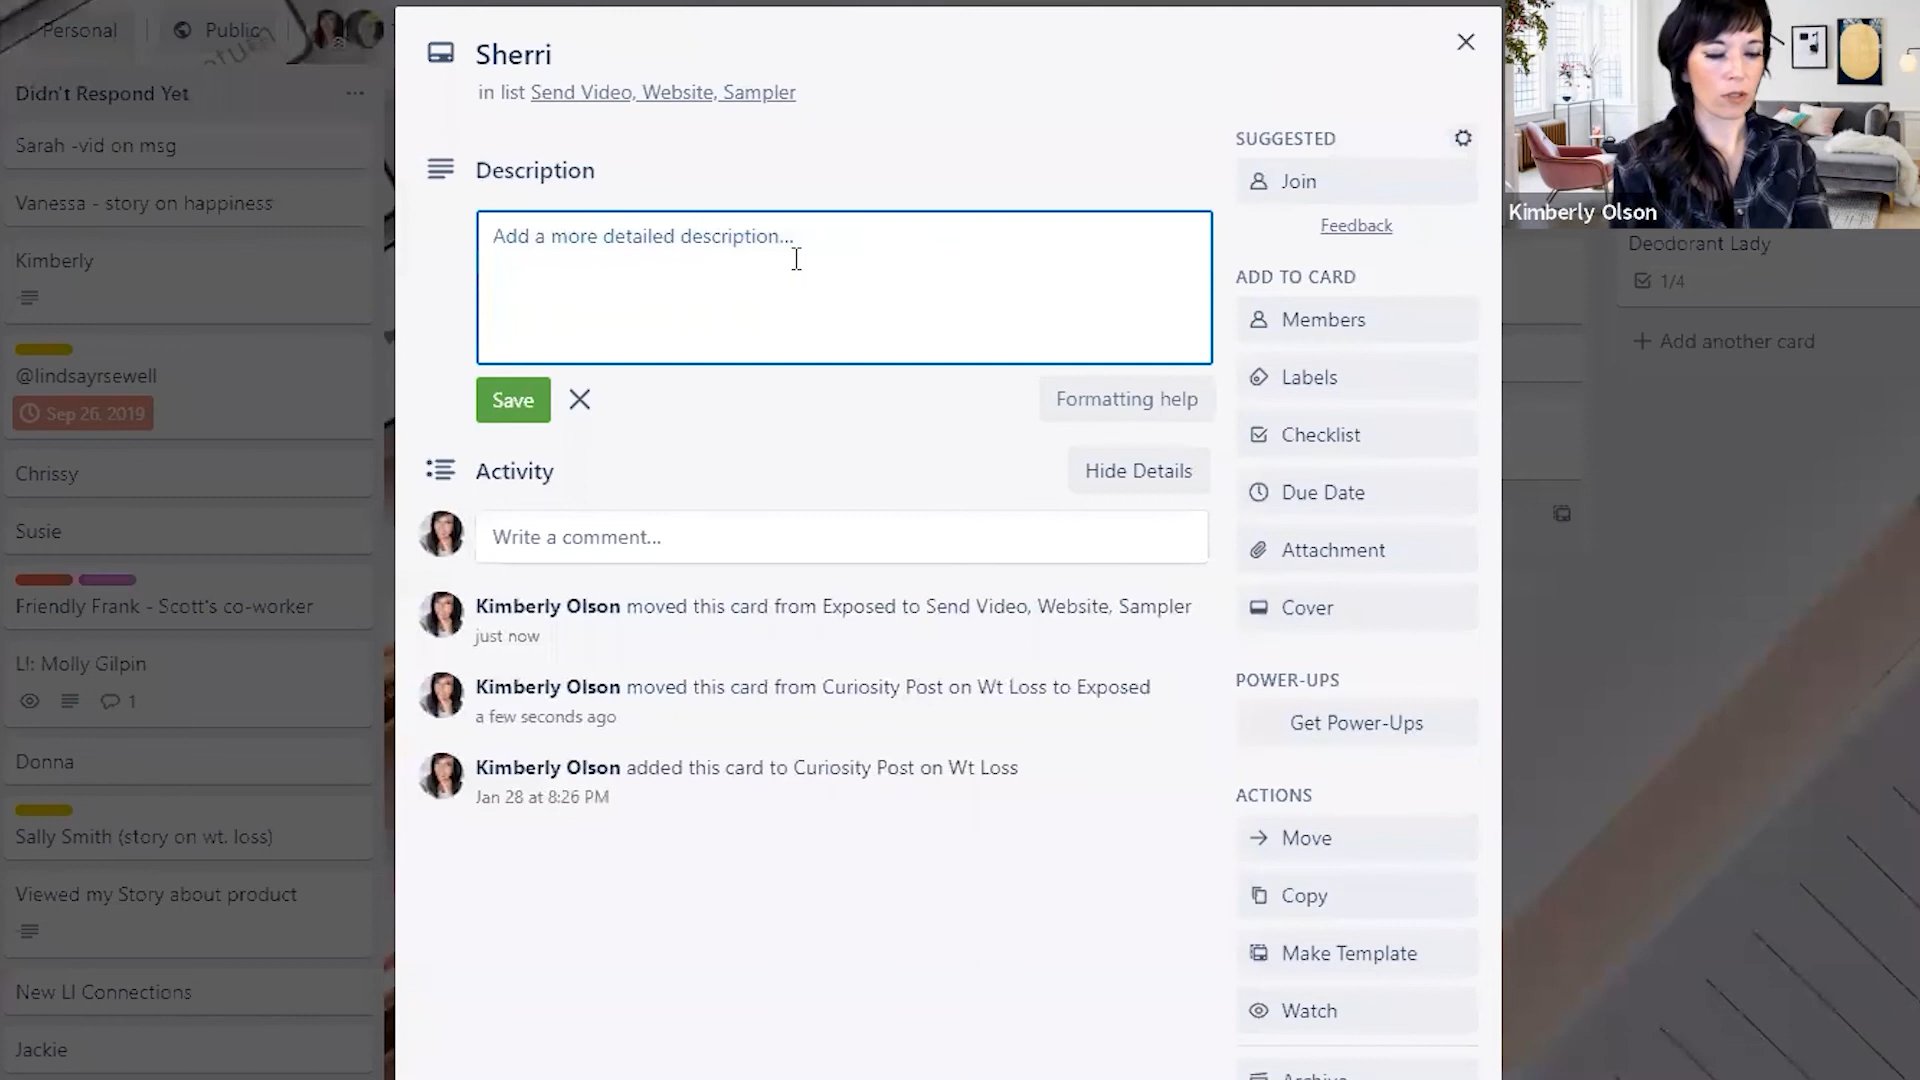 Personal
Public
Didn't Respond Yet
Sarah -vid on msg
Vanessa - story on happiness
Kimberly
@lindsayrsewell
Sep 26, 2019
Chrissy
Susie
Friendly Frank - Scott's co-worker
L!: Molly Gilpin
1
Donna
Sally Smith (story on wt. loss)
Viewed my Story about product
New LI Connections
Jackie
Sherri
in list Send Video, Website, Sampler
Description
Add a more detailed description...
Save
Formatting help
Activity
Hide Details
Write a comment...
Kimberly Olson moved this card from Exposed to Send Video, Website, Sampler
just now
Kimberly Olson moved this card from Curiosity Post on Wt Loss to Exposed
a few seconds ago
Kimberly Olson added this card to Curiosity Post on Wt Loss
Jan 28 at 8:26 PM
SUGGESTED
Join
Feedback
ADD TO CARD
Members
Labels
Checklist
Due Date
Attachment
Cover
POWER-UPS
Get Power-Ups
ACTIONS
Move
Copy
Make Template
Watch
Archive
Kimberly Olson
Deodorant Lady
1/4
+ Add another card